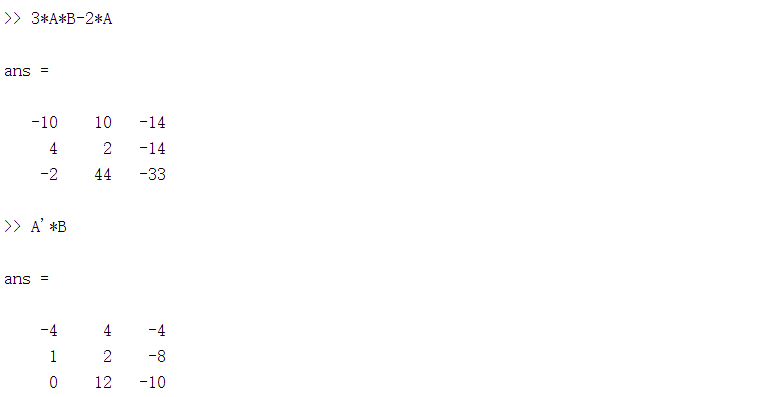 >> 3*A*B-2*A
ans =
-10 10 -14
4 2 -14
-2 44 -33
>> A'*B
ans =
-4 4 -4
1 2 -8
0 12 -10